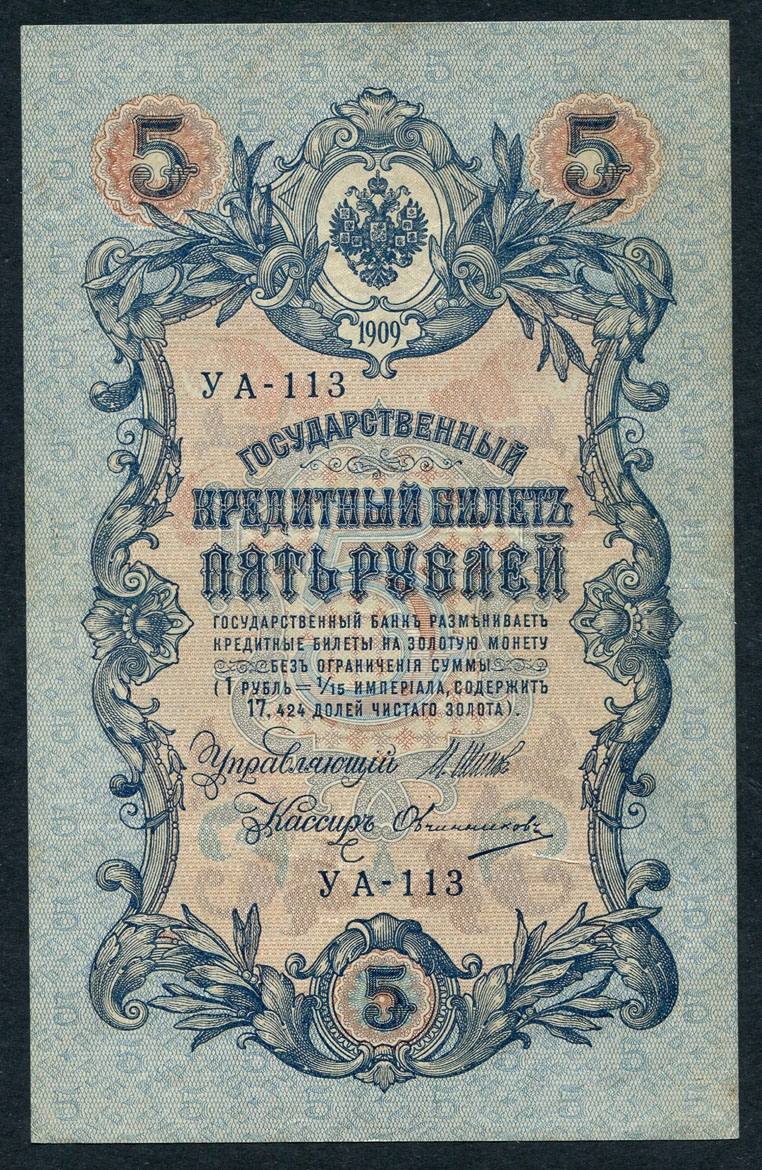 5 5
1909
УА-113
ГОСУДАРСТВЕННЫЙ
КРЕДИТНЫЙ БИЛЕТЪ
ПЯТЬ РУБЛЕЙ
ГОСУДАРСТВЕННЫЙ БАНКЪ РАЗМѢНИВАЕТЪ
КРЕДИТНЫЕ БИЛЕТЫ НА ЗОЛОТУЮ МОНЕТУ
БЕЗЪ ОГРАНИЧЕНІЯ СУММЫ
(1 РУБЛЬ = 1/15 ИМПЕРІАЛА, СОДЕРЖИТЪ
17,424 ДОЛЕЙ ЧИСТАГО ЗОЛОТА).
Управляющій
Кассиръ Овчинниковъ
УА-113
5